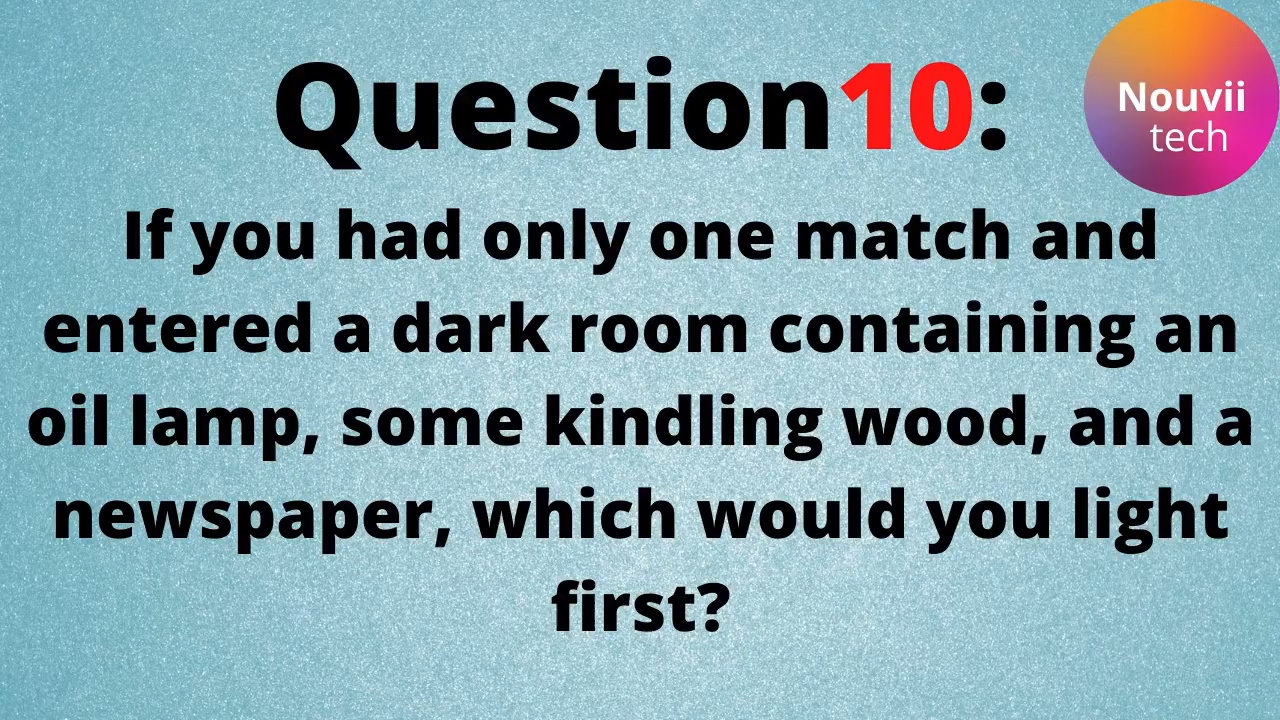 Question10:
Nouvii
tech
If you had only one match and
entered a dark room containing an
oil lamp, some kindling wood, and a
newspaper, which would you light
first?